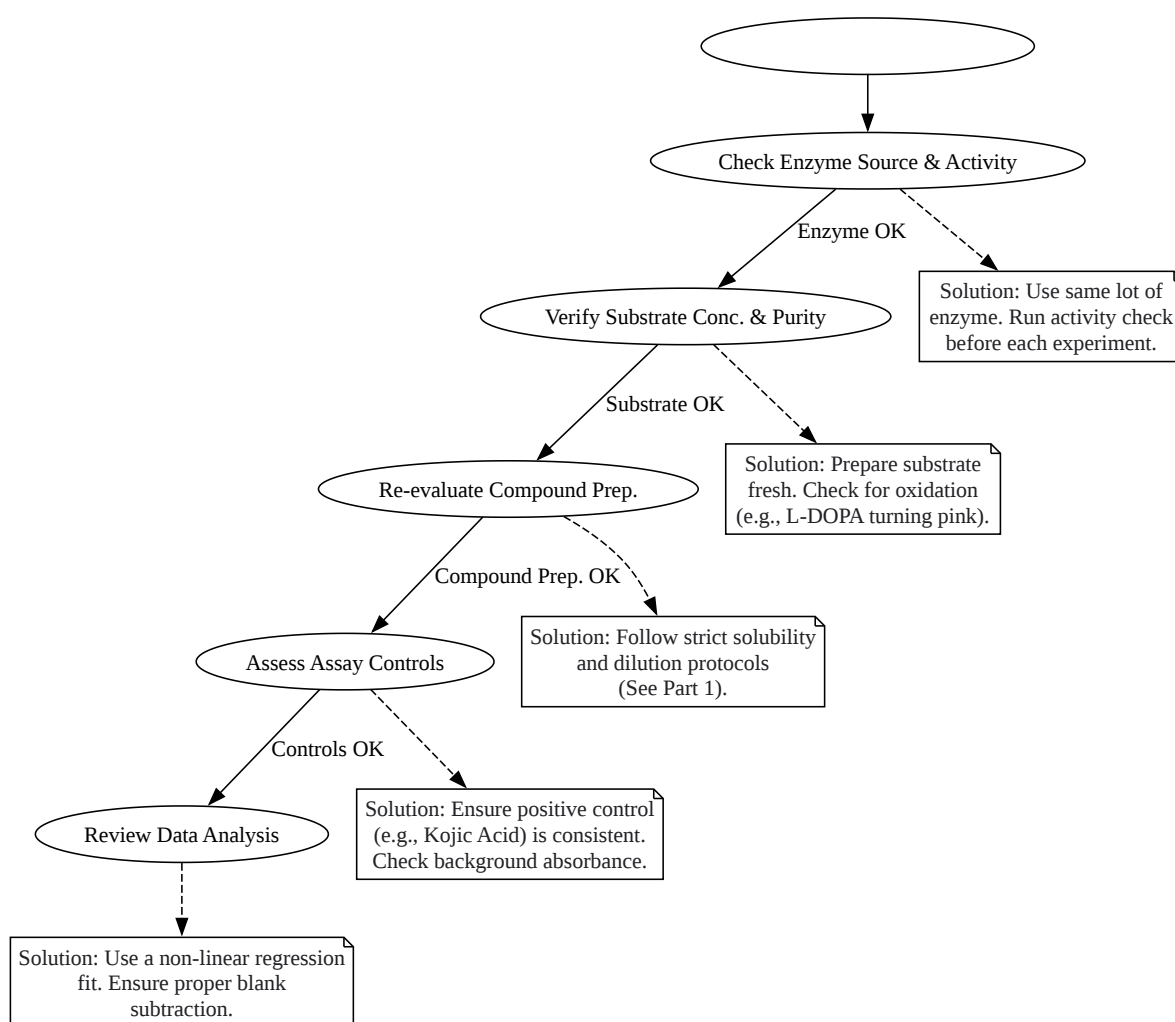 Check Enzyme Source & Activity
Enzyme OK
Solution: Use same lot of
enzyme. Run activity check
before each experiment.
Verify Substrate Conc. & Purity
Substrate OK
Solution: Prepare substrate
fresh. Check for oxidation
(e.g., L-DOPA turning pink).
Re-evaluate Compound Prep.
Compound Prep. OK
Solution: Follow strict solubility
and dilution protocols
(See Part 1).
Assess Assay Controls
Controls OK
Solution: Ensure positive control
(e.g., Kojic Acid) is consistent.
Check background absorbance.
Review Data Analysis
Solution: Use a non-linear regression
fit. Ensure proper blank
subtraction.